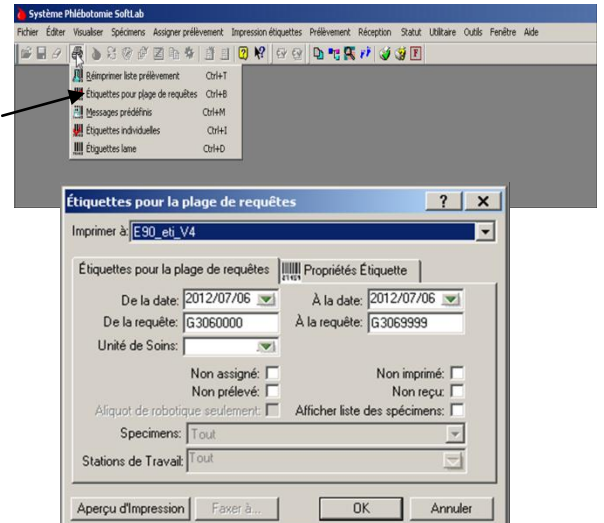 Système Phlébotomie SoftLab
Fichier Éditer Visualiser Spécimens Assigner prélèvement Impression étiquettes Prélèvement Réception Statut Utilitaire Outils Fenêtre Aide
Réimprimer liste prélèvement Ctrl+T
Étiquettes pour plage de requêtes Ctrl+B
Messages prédéfinis Ctrl+M
Étiquettes individuelles Ctrl+I
Étiquettes lame Ctrl+D
Étiquettes pour la plage de requêtes
Imprimer à: E90_eti_V4
Étiquettes pour la plage de requêtes Propriétés Étiquette
De la date: 2012/07/06 À la date: 2012/07/06
De la requête: G3060000 À la requête: G3069999
Unité de Soins:
Non assigné: Non imprimé:
Non prélevé: Non reçu:
Aliquot de robotique seulement: Afficher liste des spécimens:
Specimens: Tout
Stations de Travail: Tout
Aperçu d'Impression Faxer à... OK Annuler